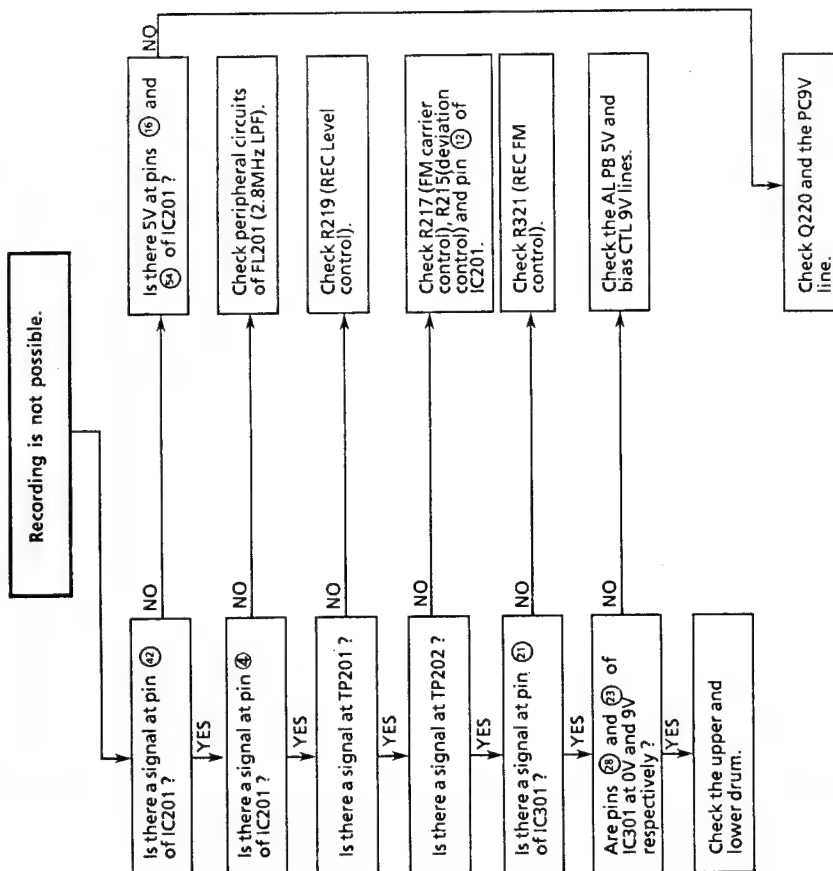 Recording is not possible.
Is there a signal at pin 42
of IC201 ?
NO
Is there 5V at pins 16 and
54 of IC201 ?
NO
YES
Is there a signal at pin 4
of IC201 ?
NO
Check peripheral circuits
of FL201 (2.8MHz LPF).
YES
Is there a signal at TP201 ?
NO
Check R219 (REC Level
control).
YES
Is there a signal at TP202 ?
NO
Check R217 (FM carrier
control), R215(deviation
control) and pin 12 of
IC201.
YES
Is there a signal at pin 21
of IC301 ?
NO
Check R321 (REC FM
control).
YES
Are pins 28 and 23 of
IC301 at 0V and 9V
respectively ?
NO
Check the AL PB 5V and
bias CTL 9V lines.
YES
Check the upper and
lower drum.
Check Q220 and the PC9V
line.